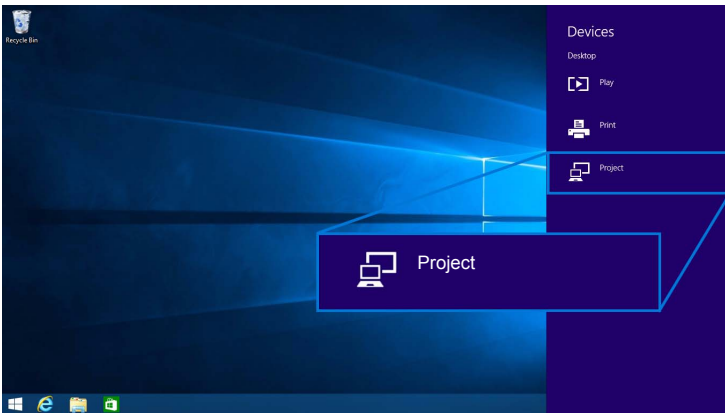 Recycle Bin
Devices
Desktop
Play
Print
Project
Project